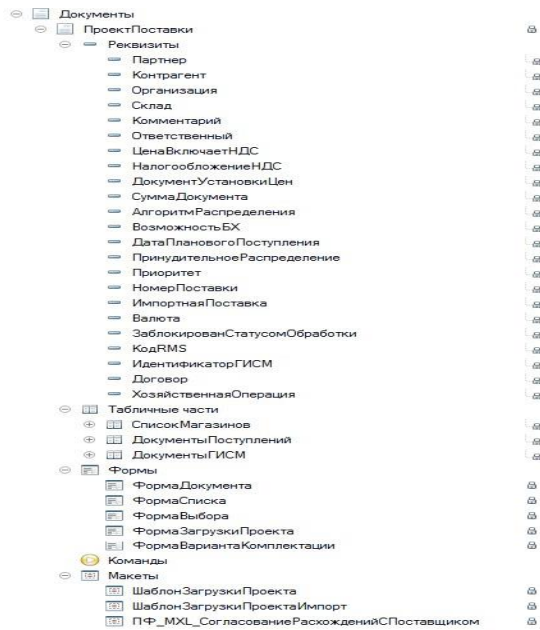 Документы
ПроектПоставки
Реквизиты
Партнер
Контрагент
Организация
Склад
Комментарий
Ответственный
ЦенаВключаетНДС
НалогообложениеНДС
ДокументУстановкиЦен
СуммаДокумента
АлгоритмРаспределения
ВозможностьБХ
ДатаПлановогоПоступления
ПринудительноеРаспределение
Приоритет
НомерПоставки
ИмпортнаяПоставка
Валюта
ЗаблокированСтатусомОбработки
КодRMS
ИдентификаторГИСМ
Договор
ХозяйственнаяОперация
Табличные части
СписокМагазинов
ДокументыПоступлений
ДокументыГИСМ
Формы
ФормаДокумента
ФормаСписка
ФормаВыбора
ФормаЗагрузкиПроекта
ФормаВариантаКомплектации
Команды
Макеты
ШаблонЗагрузкиПроекта
ШаблонЗагрузкиПроектаИмпорт
ПФ_MXL_СогласованиеРасхожденийСПоставщиком